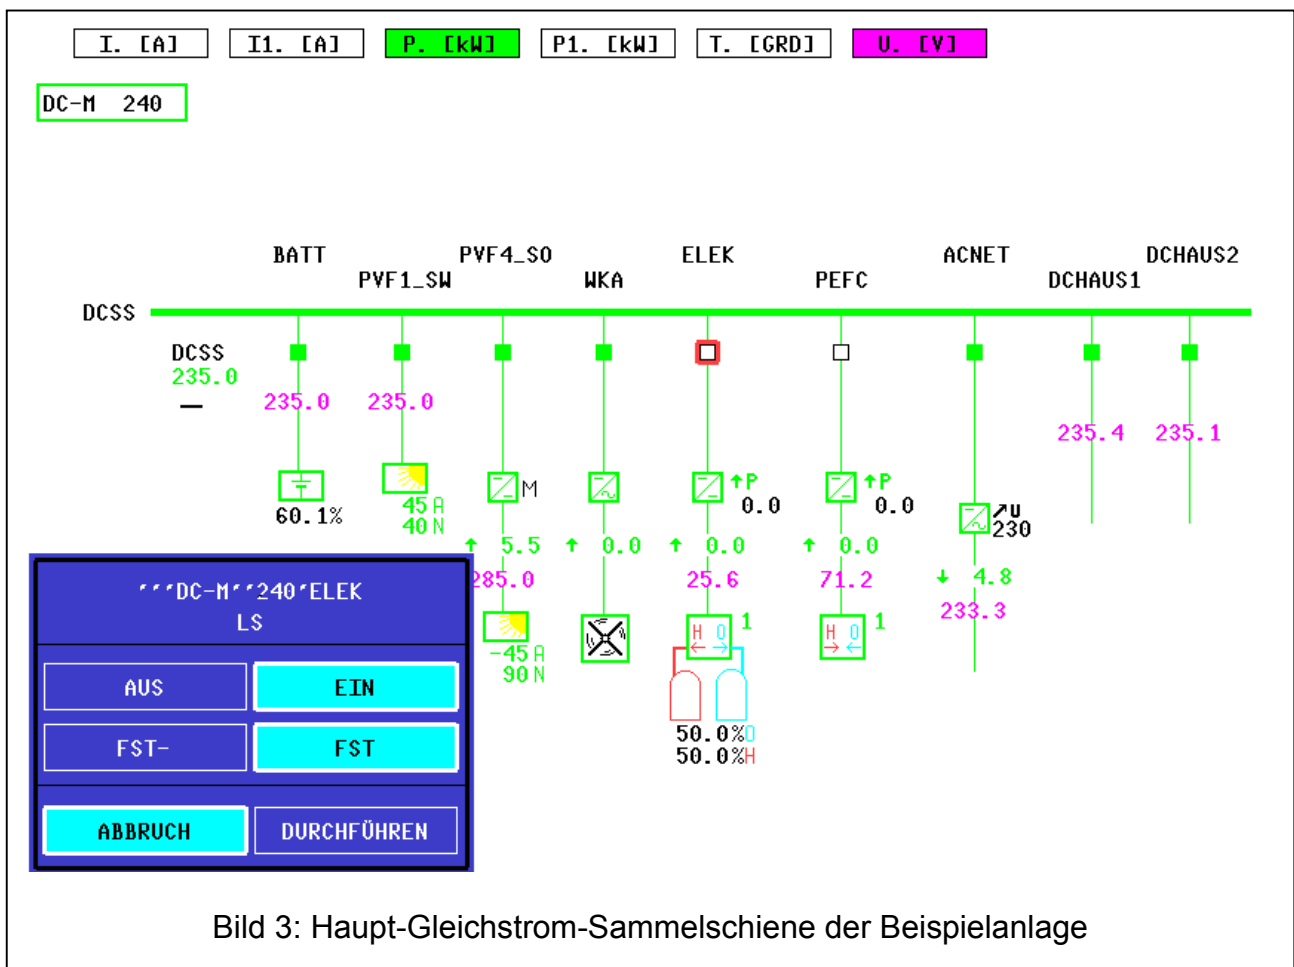 I. [A] I1. [A] P. [kW] P1. [kW] T. [GRD] U. [V]
DC-M 240
BATT PVF4_SO ELEK ACNET DCHAUS2
PVF1_SW WKA PEFC DCHAUS1
DCSS
DCSS
235.0
235.0 235.0
235.4 235.1
60.1%
45 A
40 N
M
↑P
0.0
↑P
0.0
↗U
230
↑ 5.5 ↑ 0.0 ↑ 0.0 ↑ 0.0
285.0 25.6 71.2
↓ 4.8
233.3
-45 A
90 N
H O 1
H O 1
50.0%O
50.0%H
'''DC-M''240'ELEK
LS
AUS EIN
FST- FST
ABBRUCH DURCHFÜHREN
Bild 3: Haupt-Gleichstrom-Sammelschiene der Beispielanlage